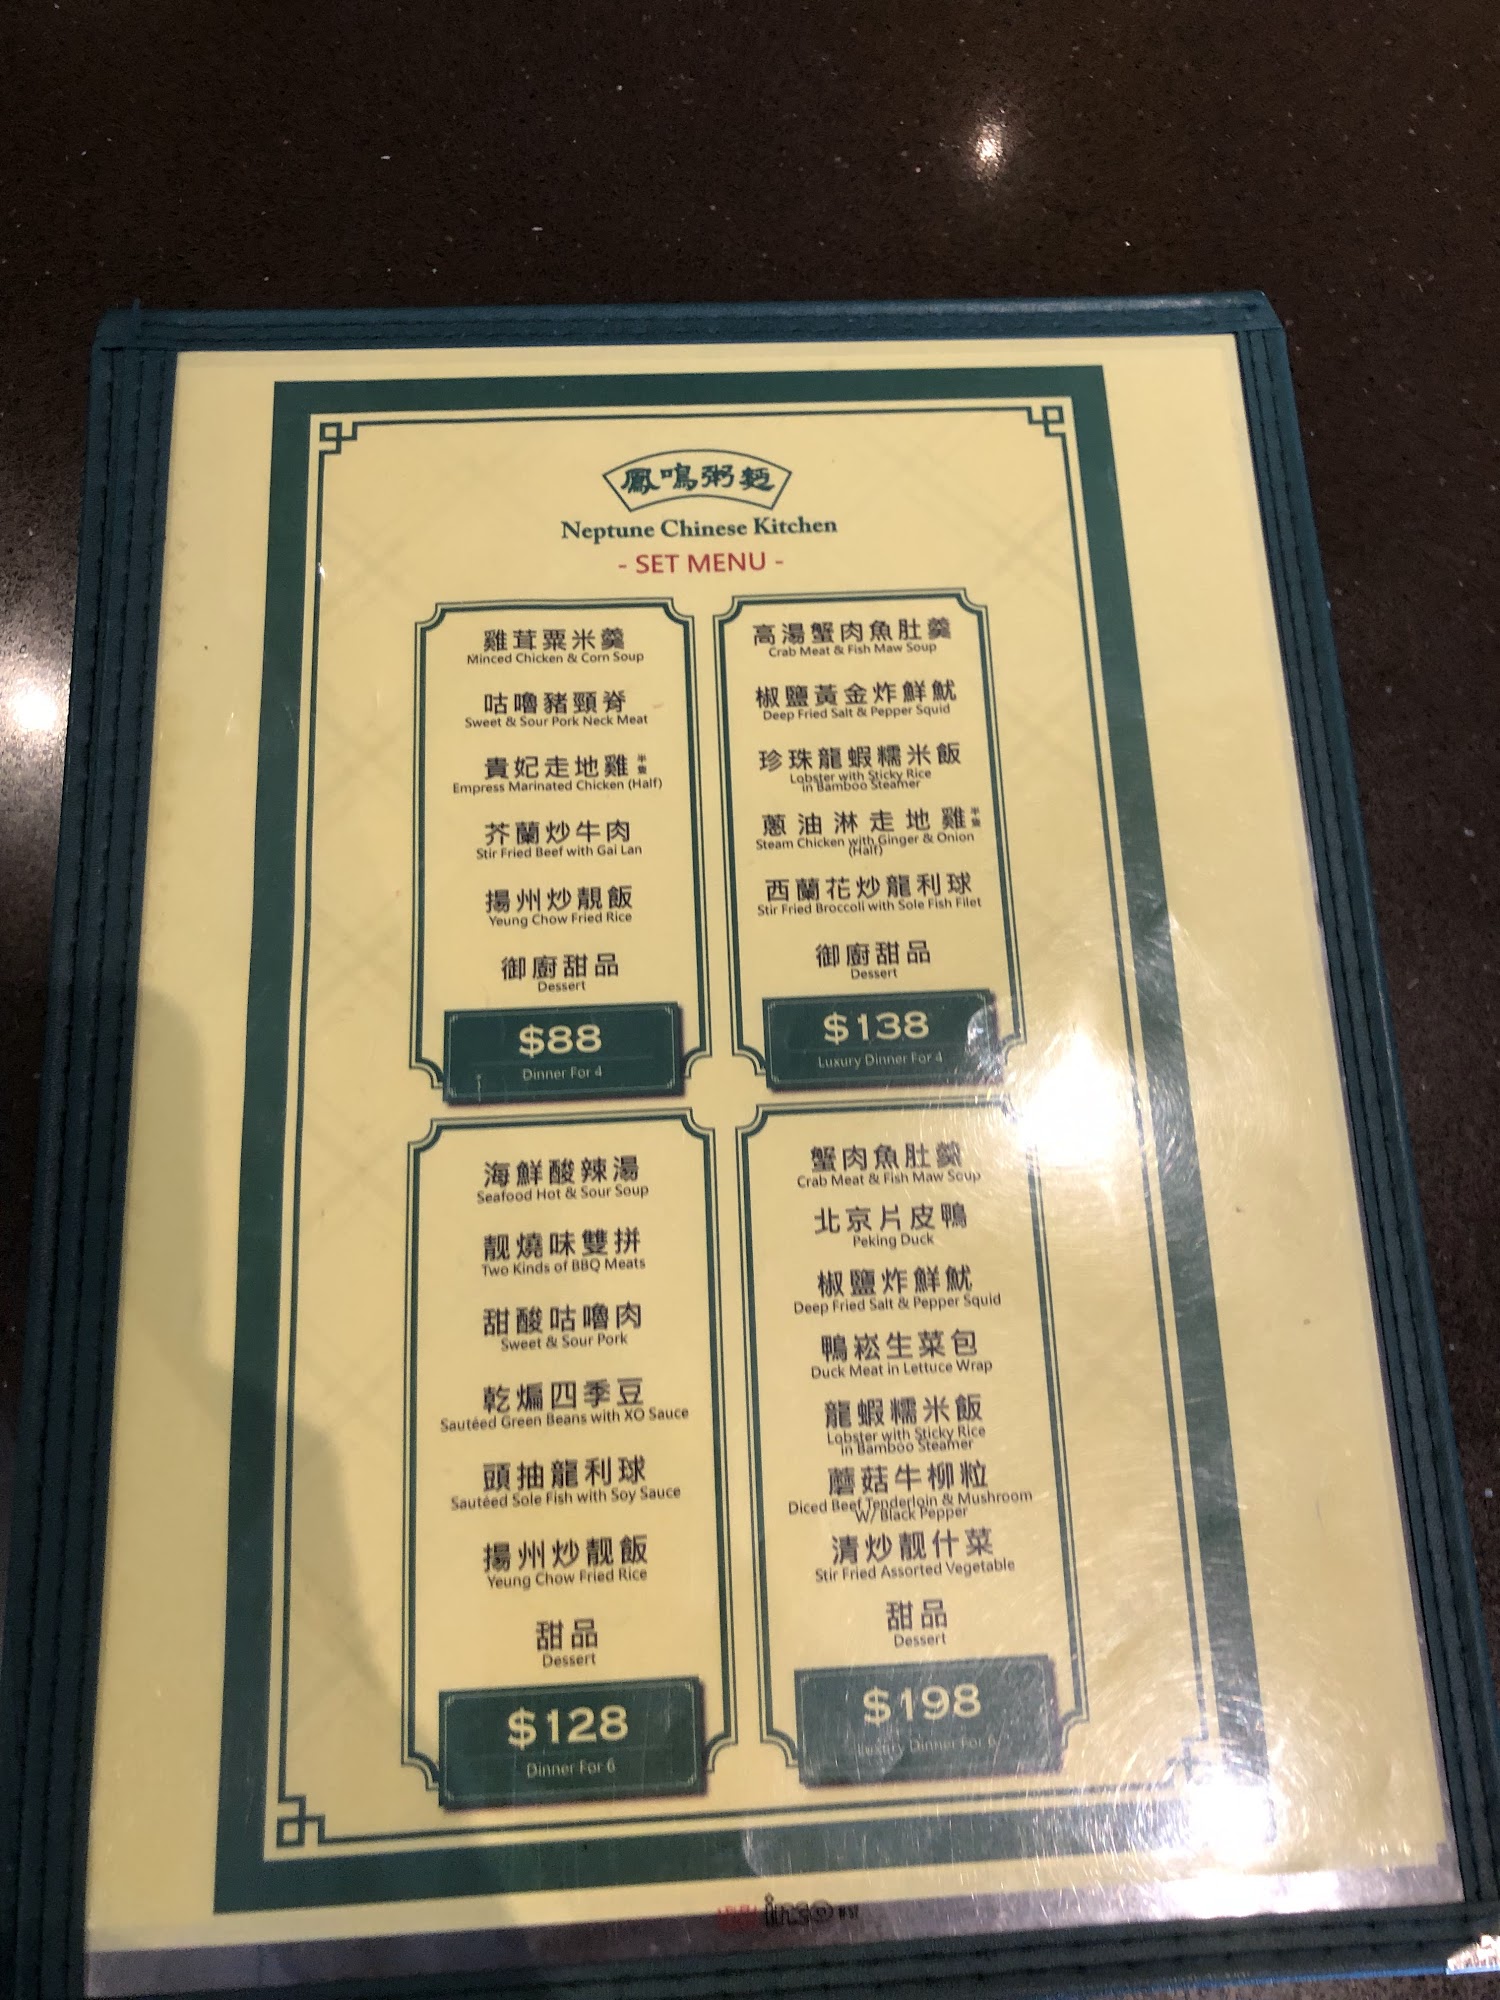 鳳鳴粥麵
Neptune Chinese Kitchen
- SET MENU -
雞茸粟米羹
Minced Chicken & Corn Soup
咕嚕豬頸脊
Sweet & Sour Pork Neck Meat
貴妃走地雞 半隻
Empress Marinated Chicken (Half)
芥蘭炒牛肉
Stir Fried Beef with Gai Lan
揚州炒靚飯
Yeung Chow Fried Rice
御廚甜品
Dessert
$88
Dinner For 4
高湯蟹肉魚肚羹
Crab Meat & Fish Maw Soup
椒鹽黃金炸鮮魷
Deep Fried Salt & Pepper Squid
珍珠龍蝦糯米飯
Lobster with Sticky Rice
in Bamboo Steamer
蔥油淋走地雞 半隻
Steam Chicken with Ginger & Onion
(Half)
西蘭花炒龍利球
Stir Fried Broccoli with Sole Fish Filet
御廚甜品
Dessert
$138
Luxury Dinner For 4
海鮮酸辣湯
Seafood Hot & Sour Soup
靚燒味雙拼
Two Kinds of BBQ Meats
甜酸咕嚕肉
Sweet & Sour Pork
乾煸四季豆
Sautéed Green Beans with XO Sauce
頭抽龍利球
Sautéed Sole Fish with Soy Sauce
揚州炒靚飯
Yeung Chow Fried Rice
甜品
Dessert
$128
Dinner For 6
蟹肉魚肚羹
Crab Meat & Fish Maw Soup
北京片皮鴨
Peking Duck
椒鹽炸鮮魷
Deep Fried Salt & Pepper Squid
鴨崧生菜包
Duck Meat in Lettuce Wrap
龍蝦糯米飯
Lobster with Sticky Rice
in Bamboo Steamer
蘑菇牛柳粒
Diced Beef Tenderloin & Mushroom
W/ Black Pepper
清炒靚什菜
Stir Fried Assorted Vegetable
甜品
Dessert
$198
Luxury Dinner For 6